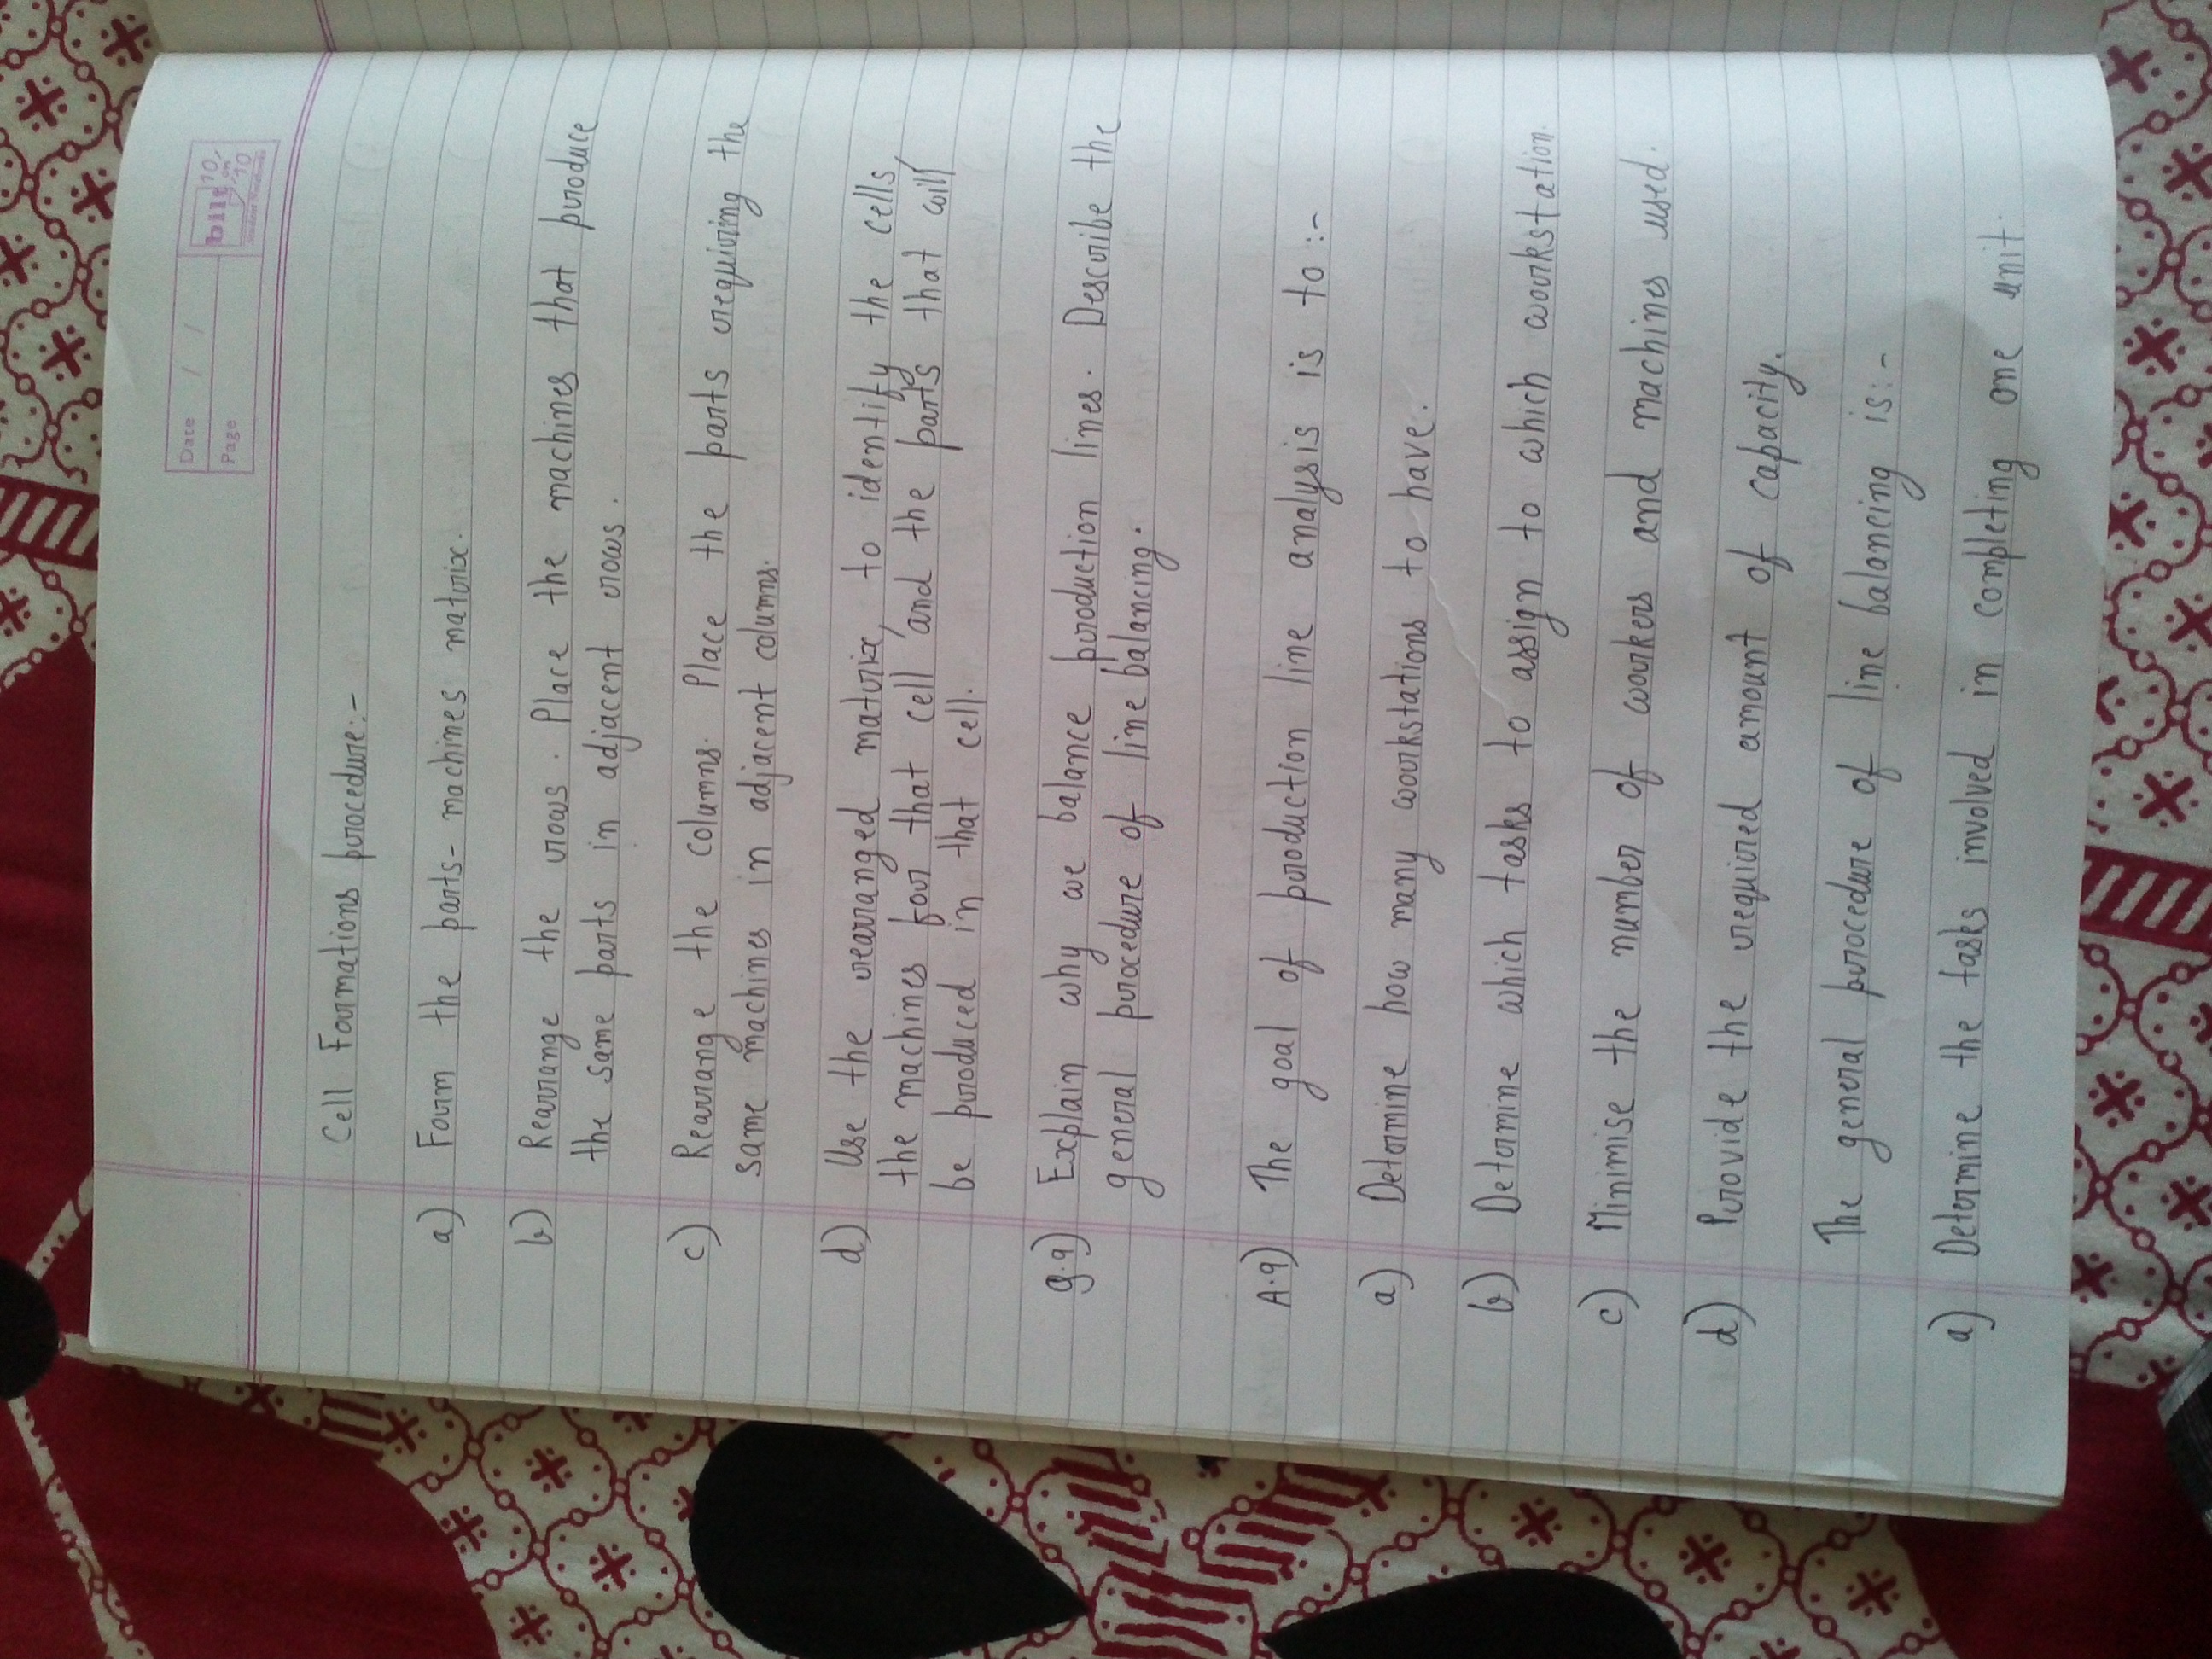 Date / /
Page
bilt 10 on 10
Cell Formations procedure:-
a) Form the parts-machines matrix.
b) Rearrange the rows. Place the machines that produce
the same parts in adjacent rows.
c) Rearrange the columns. Place the parts requiring the
same machines in adjacent columns.
d) Use the rearranged matrix, to identify the cells,
the machines for that cell, and the parts that will
be produced in that cell.
Q.9) Explain why we balance production lines. Describe the
general procedure of line balancing.
A.9) The goal of production line analysis is to:-
a) Determine how many workstations to have.
b) Determine which tasks to assign to which workstation.
c) Minimise the number of workers and machines used.
d) Provide the required amount of capacity.
The general procedure of line balancing is:-
a) Determine the tasks involved in completing one unit.